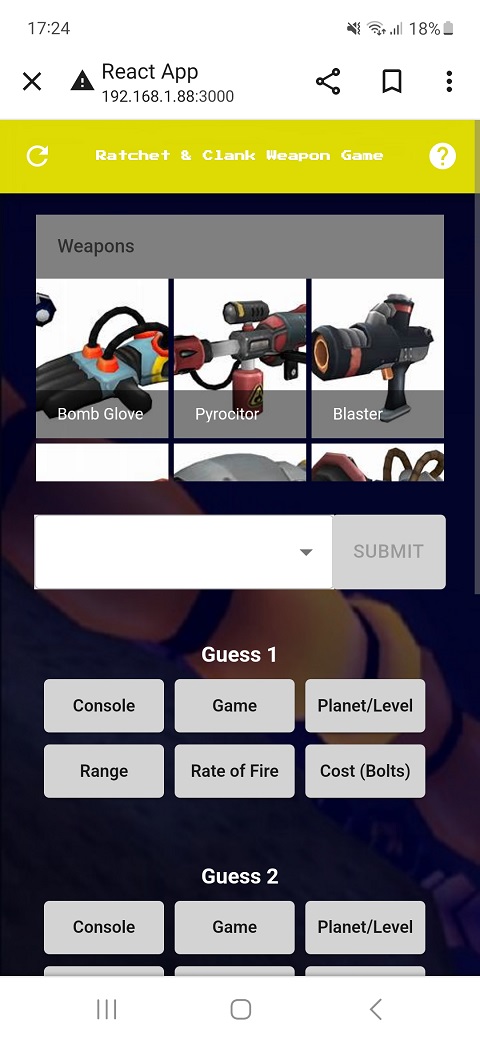 17:24
18%
React App
192.168.1.88:3000
Ratchet & Clank Weapon Game
Weapons
Bomb Glove
Pyrocitor
Blaster
SUBMIT
Guess 1
Console
Game
Planet/Level
Range
Rate of Fire
Cost (Bolts)
Guess 2
Console
Game
Planet/Level